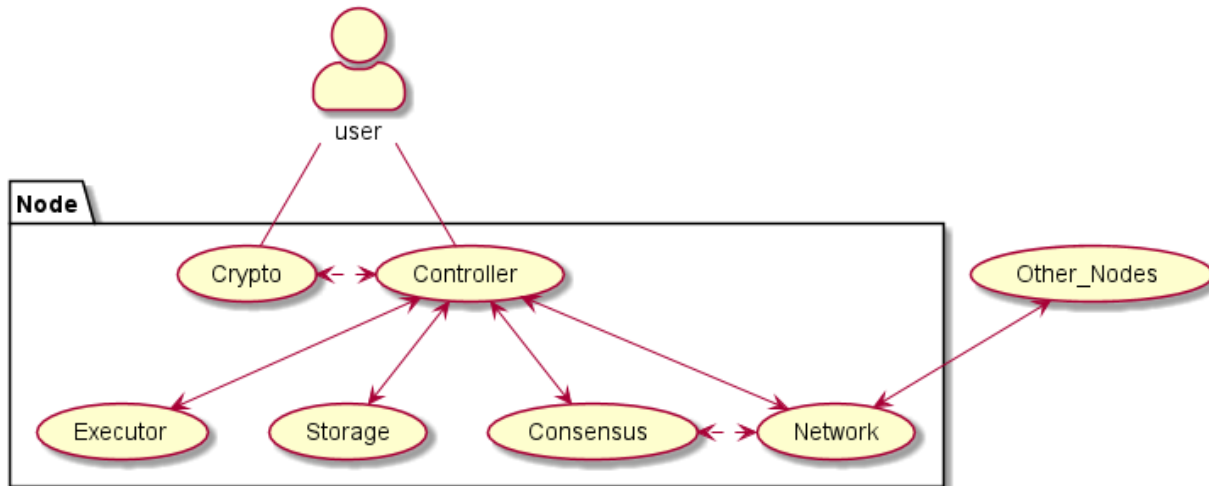 user
Node
Crypto
Controller
Other_Nodes
Executor
Storage
Consensus
Network